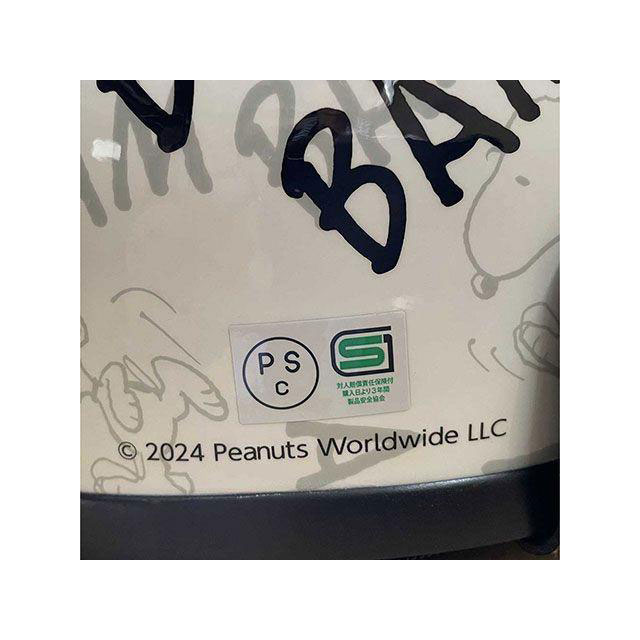 BA
P S
C
S
対人賠償責任保険付
購入日より3年間
製品安全協会
© 2024 Peanuts Worldwide LLC